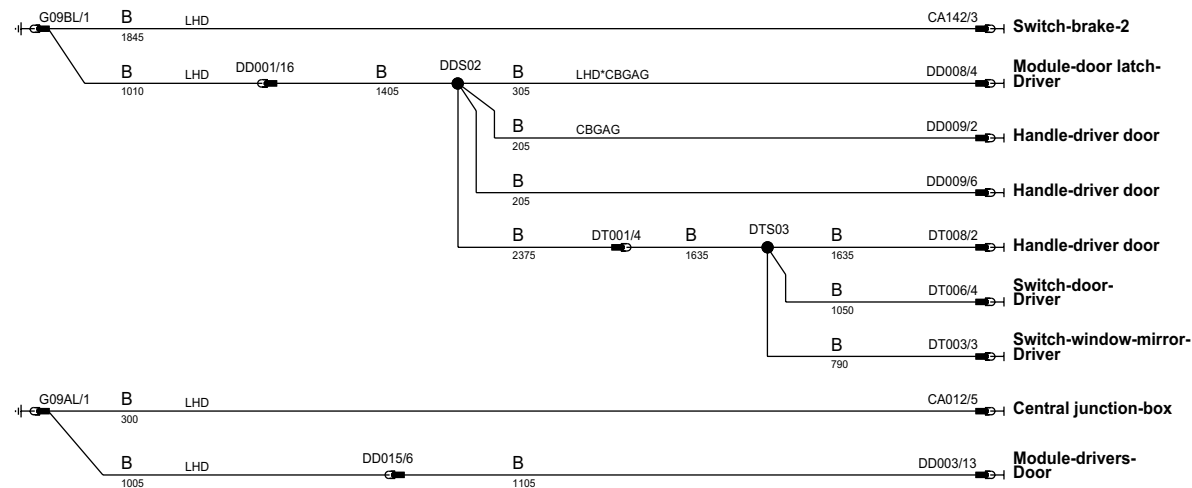 G09BL/1 B LHD CA142/3 Switch-brake-2
1845
B LHD DD001/16 B DDS02 B LHD*CBGAG DD008/4 Module-door latch-
Driver
1010 1405 305
B CBGAG DD009/2 Handle-driver door
205
B DD009/6 Handle-driver door
205
B DT001/4 B DTS03 B DT008/2 Handle-driver door
2375 1635 1635
B DT006/4 Switch-door-
Driver
1050
B DT003/3 Switch-window-mirror-
Driver
790
G09AL/1 B LHD CA012/5 Central junction-box
300
B LHD DD015/6 B DD003/13 Module-drivers-
Door
1005 1105